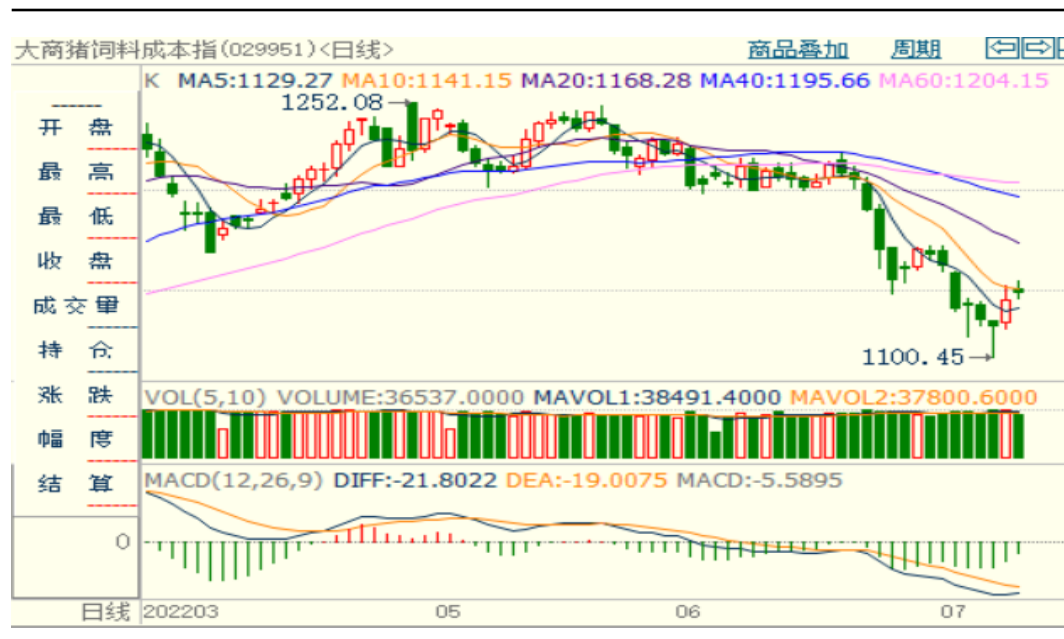 大商猪饲料成本指(029951)<日线> 商品叠加 周期
K MA5:1129.27 MA10:1141.15 MA20:1168.28 MA40:1195.66 MA60:1204.15
1252.08
开 盘
最 高
最 低
收 盘
成交量
持 仓
涨 跌
幅 度
结 算
1100.45
VOL(5,10) VOLUME:36537.0000 MAVOL1:38491.4000 MAVOL2:37800.6000
MACD(12,26,9) DIFF:-21.8022 DEA:-19.0075 MACD:-5.5895
0
日线 202203 05 06 07